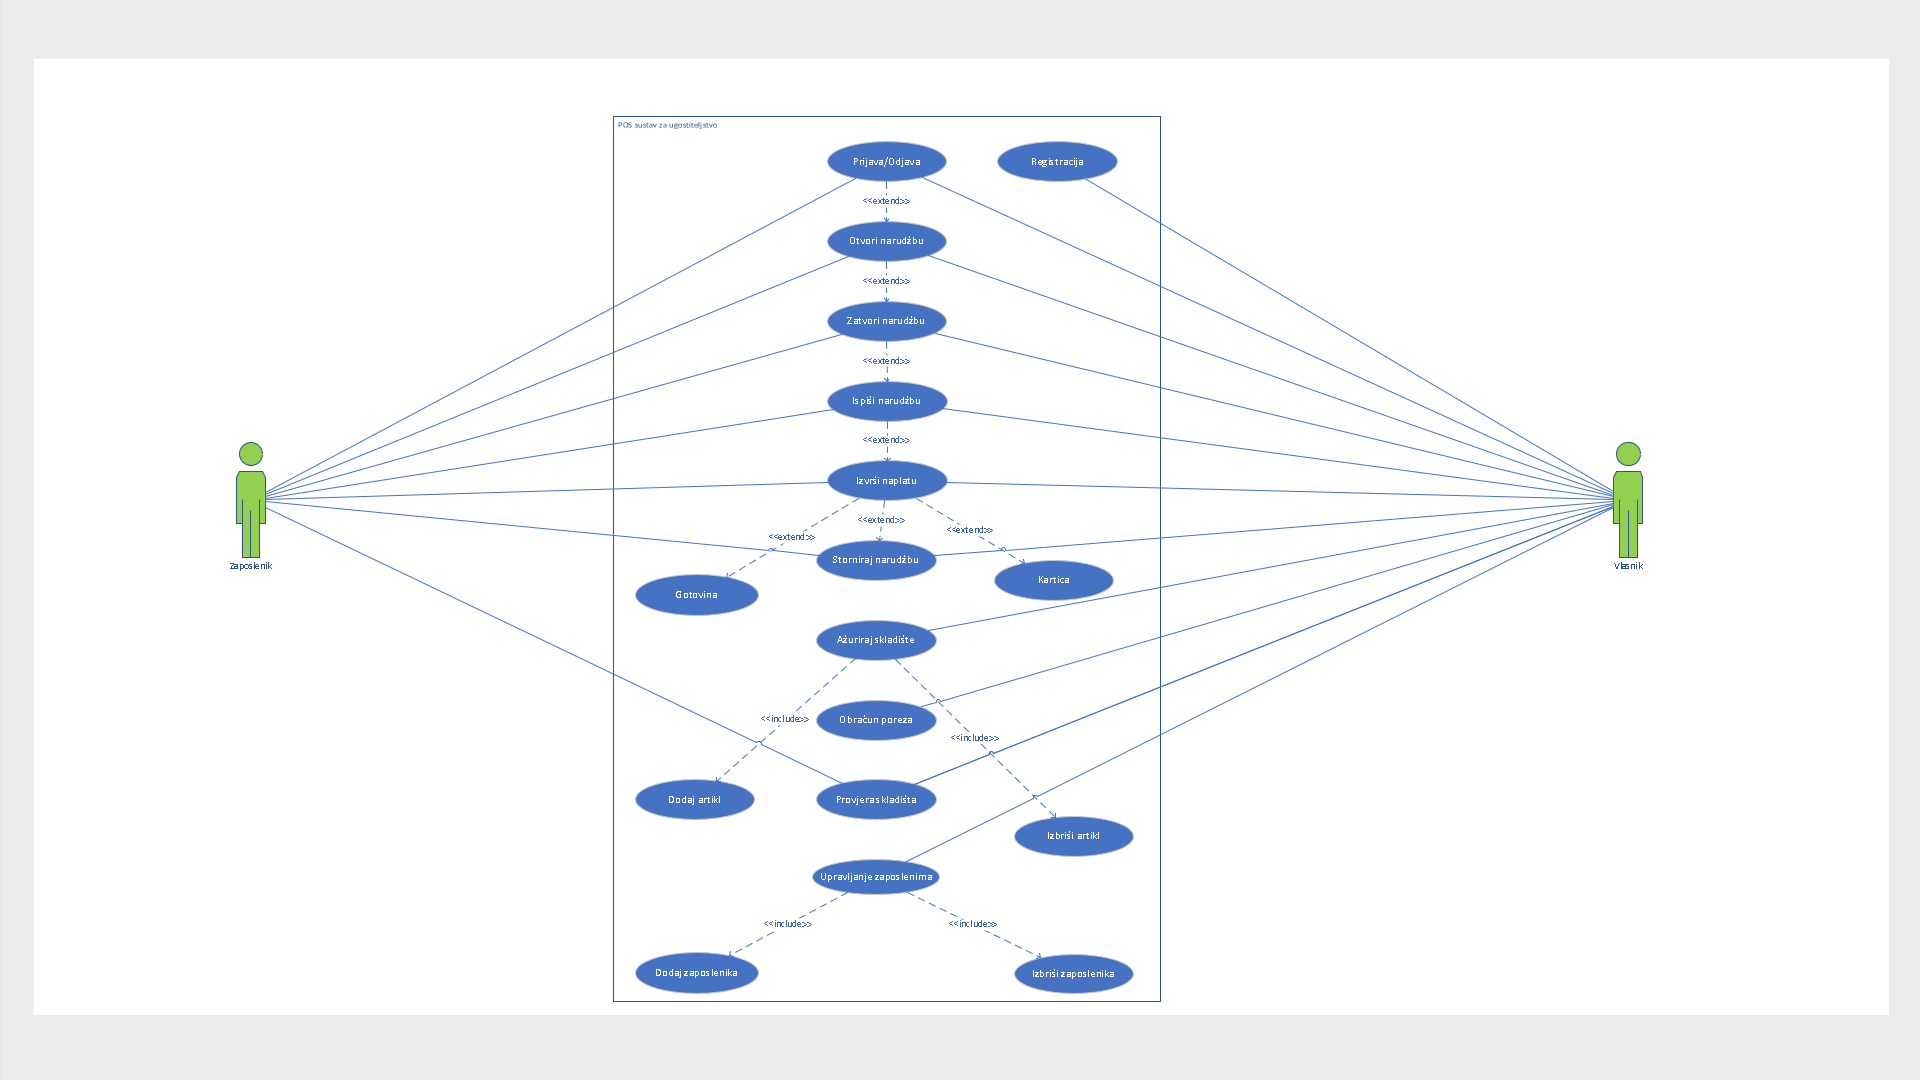 POS sustav za ugostiteljstvo
Prijava/Odjava
Registracija
<<extend>>
Otvori narudžbu
<<extend>>
Zatvori narudžbu
<<extend>>
Ispiši narudžbu
<<extend>>
Izvrši naplatu
<<extend>>
<<extend>>
<<extend>>
Storniraj narudžbu
Zaposlenik
Vlasnik
Kartica
Gotovina
Ažuriraj skladište
<<include>>
Obračun poreza
<<include>>
Dodaj artikl
Provjera skladišta
Izbriši artikl
Upravljanje zaposlenima
<<include>>
<<include>>
Dodaj zaposlenika
Izbriši zaposlenika